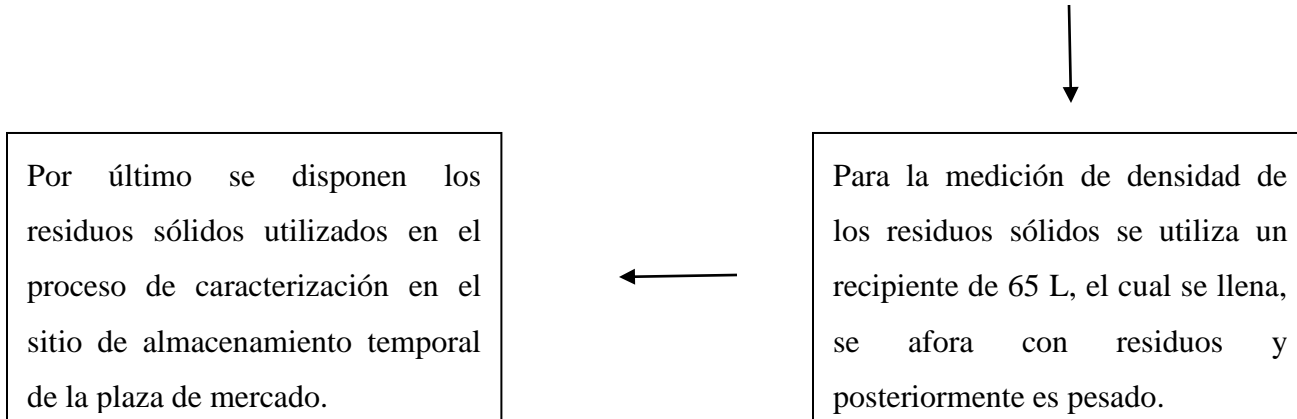 Por último se disponen los
residuos sólidos utilizados en el
proceso de caracterización en el
sitio de almacenamiento temporal
de la plaza de mercado.
Para la medición de densidad de
los residuos sólidos se utiliza un
recipiente de 65 L, el cual se llena,
se afora con residuos y
posteriormente es pesado.